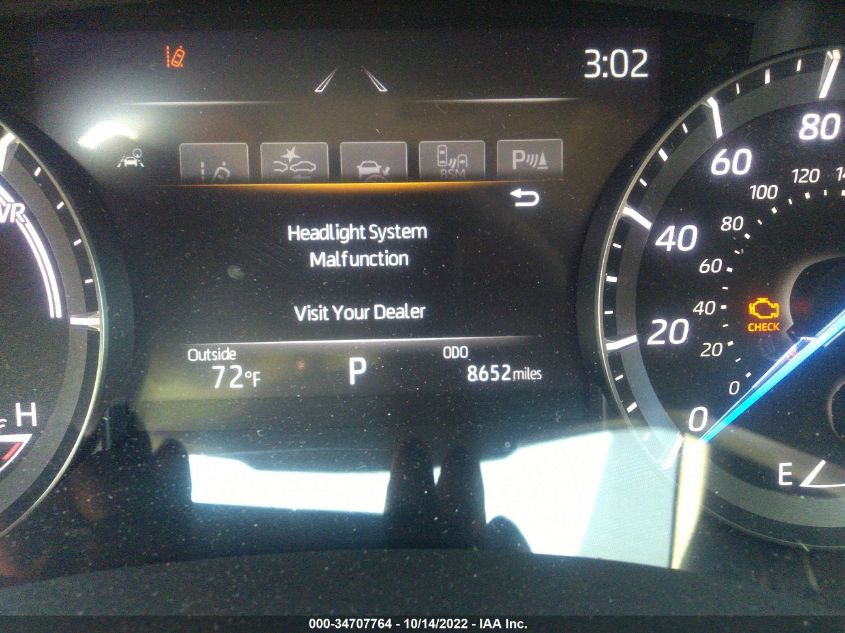 3:02
BSM
P
Headlight System
Malfunction
Visit Your Dealer
Outside
72°F
P
ODO
8652 miles
WR
H
0
20
40
60
80
0
20
40
60
80
100
120
CHECK
E
000-34707764 - 10/14/2022 - IAA Inc.